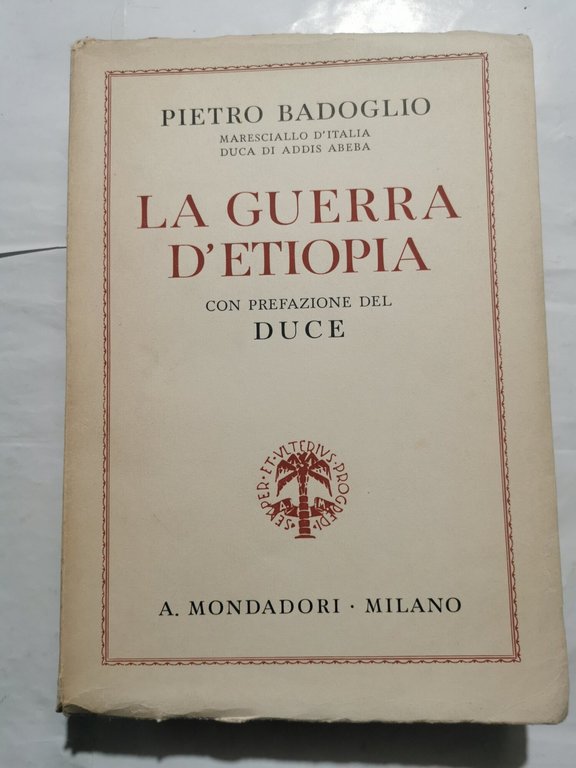 PIETRO BADOGLIO
MARESCIALLO D'ITALIA
DUCA DI ADDIS ABEBA
LA GUERRA
D'ETIOPIA
CON PREFAZIONE DEL
DUCE
SEMPER · ET · VLTERIVS · PROGREDI ·
A. M.
A. MONDADORI · MILANO